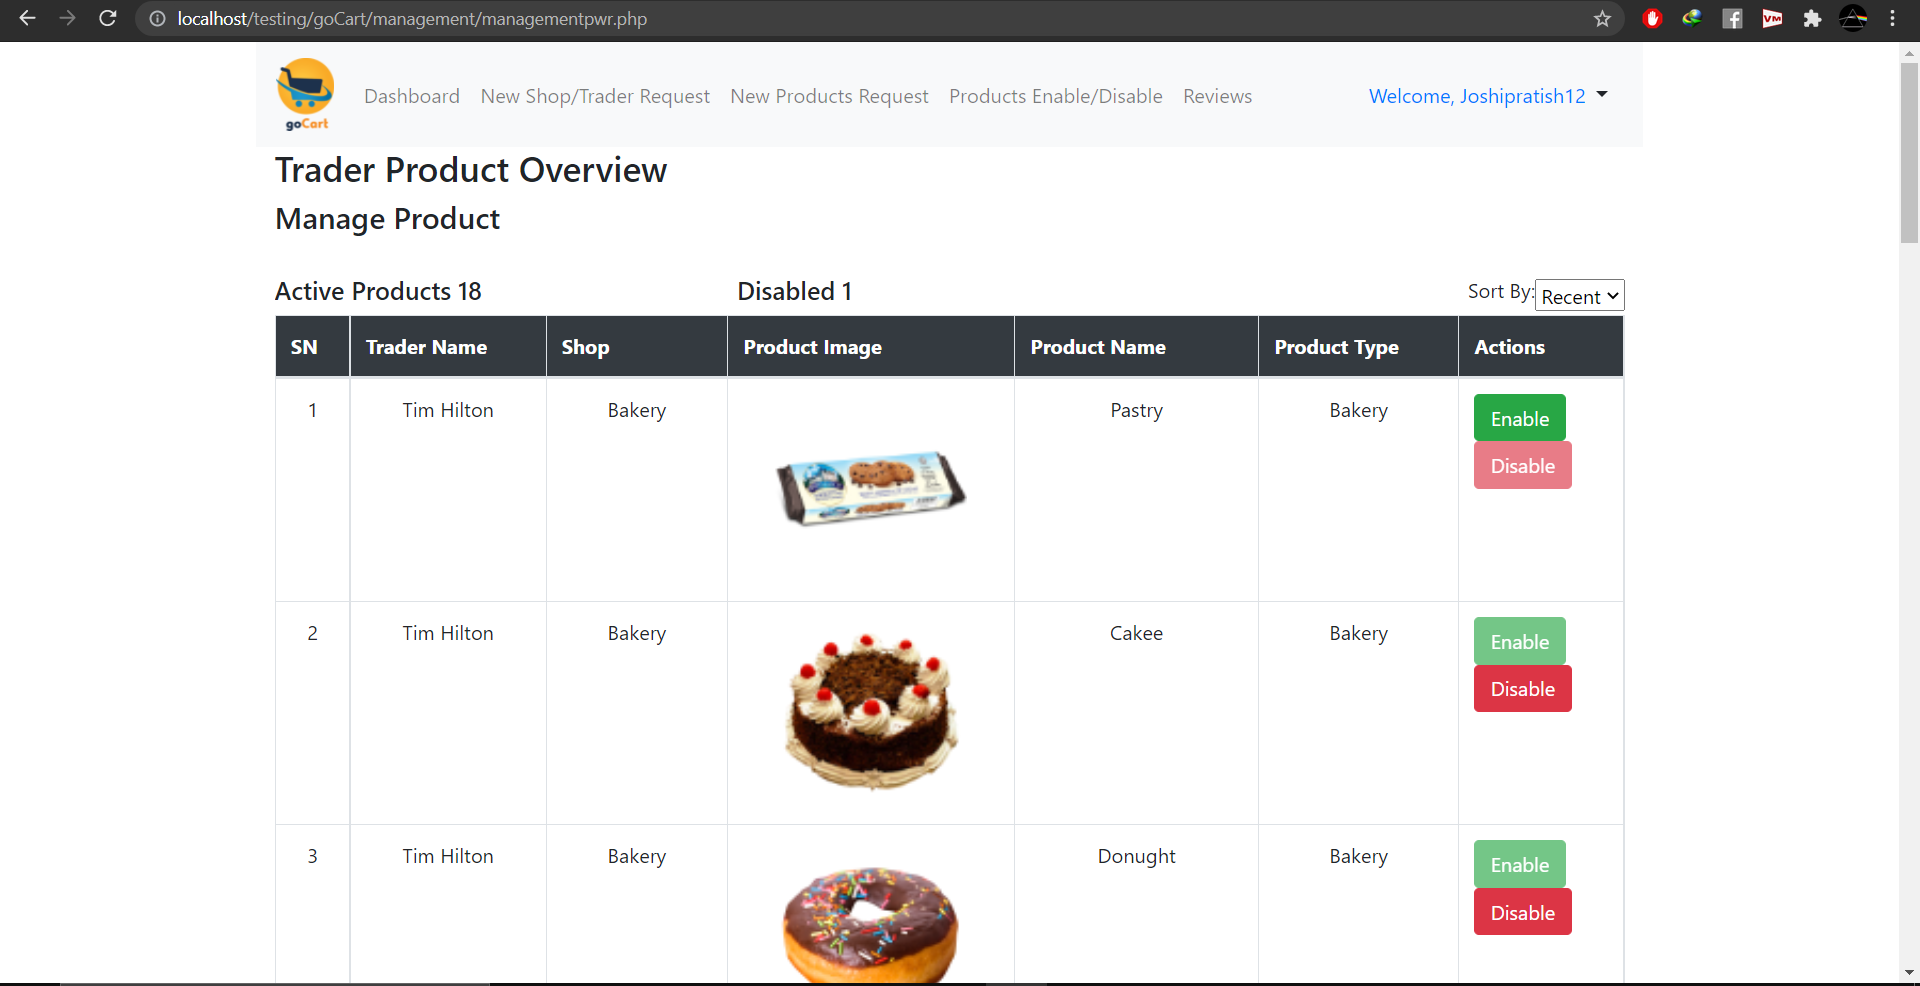 localhost/testing/goCart/management/managementpwr.php
VM
goCart
Dashboard New Shop/Trader Request New Products Request Products Enable/Disable Reviews Welcome, Joshipratish12
Trader Product Overview
Manage Product
Active Products 18 Disabled 1 Sort By: Recent
SN Trader Name Shop Product Image Product Name Product Type Actions
1 Tim Hilton Bakery Pastry Bakery Enable
Disable
2 Tim Hilton Bakery Cakee Bakery Enable
Disable
3 Tim Hilton Bakery Donught Bakery Enable
Disable